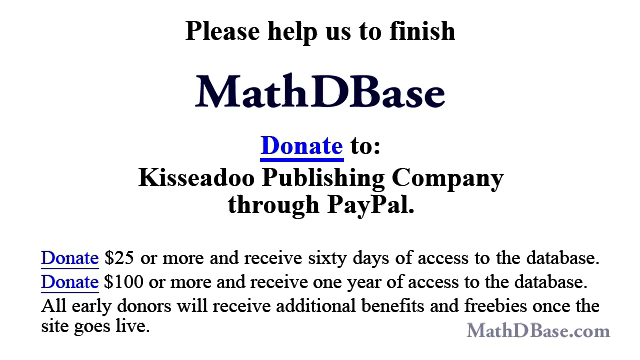 Please help us to finish
MathDBase
Donate to:
Kisseadoo Publishing Company
through PayPal.
Donate $25 or more and receive sixty days of access to the database.
Donate $100 or more and receive one year of access to the database.
All early donors will receive additional benefits and freebies once the
site goes live.
MathDBase.com